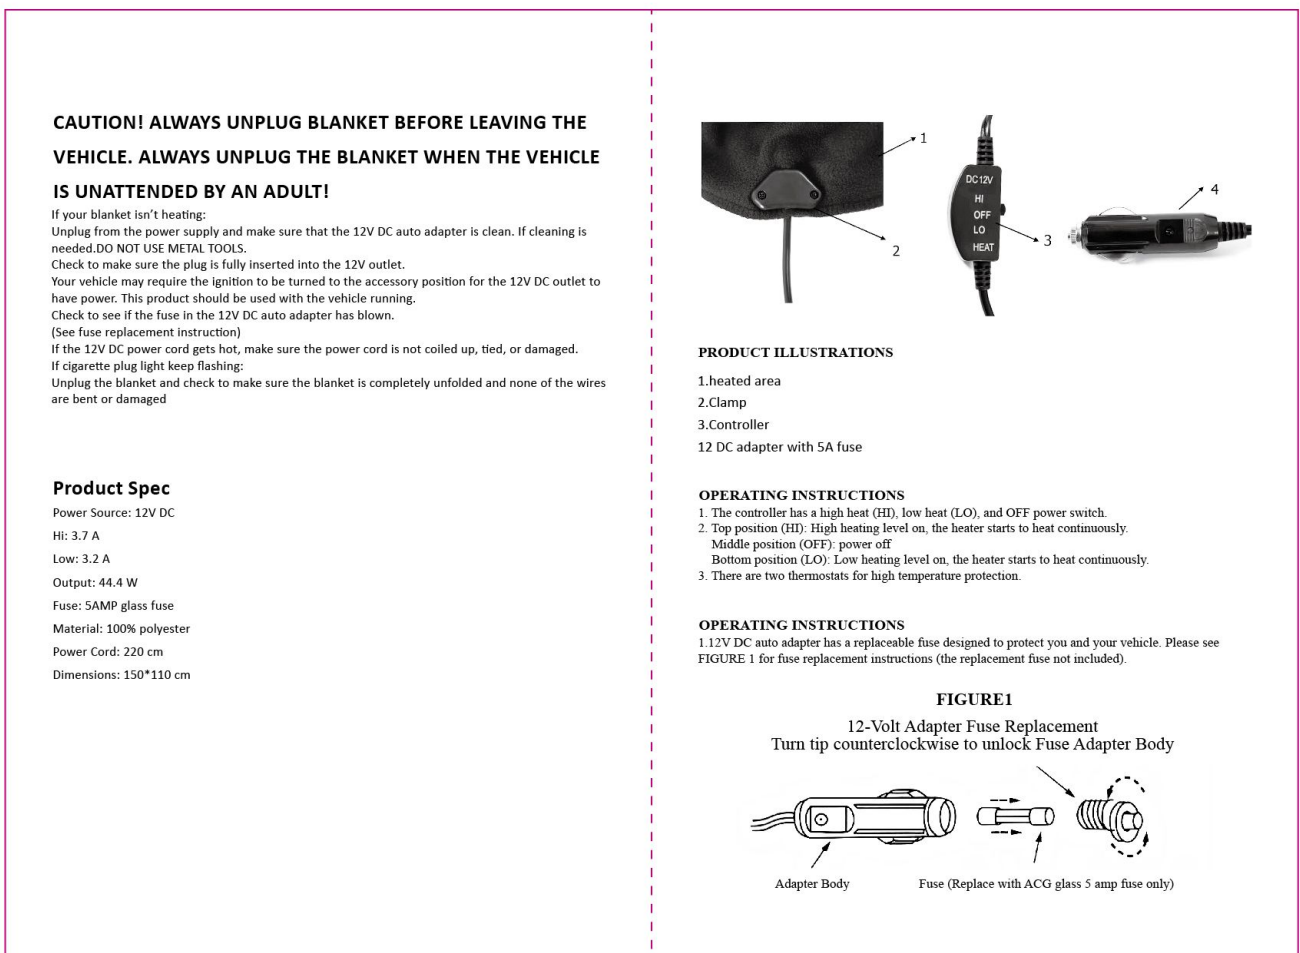 CAUTION! ALWAYS UNPLUG BLANKET BEFORE LEAVING THE
VEHICLE. ALWAYS UNPLUG THE BLANKET WHEN THE VEHICLE
IS UNATTENDED BY AN ADULT!
If your blanket isn't heating:
Unplug from the power supply and make sure that the 12V DC auto adapter is clean. If cleaning is
needed.DO NOT USE METAL TOOLS.
Check to make sure the plug is fully inserted into the 12V outlet.
Your vehicle may require the ignition to be turned to the accessory position for the 12V DC outlet to
have power. This product should be used with the vehicle running.
Check to see if the fuse in the 12V DC auto adapter has blown.
(See fuse replacement instruction)
If the 12V DC power cord gets hot, make sure the power cord is not coiled up, tied, or damaged.
If cigarette plug light keep flashing:
Unplug the blanket and check to make sure the blanket is completely unfolded and none of the wires
are bent or damaged
Product Spec
Power Source: 12V DC
Hi: 3.7 A
Low: 3.2 A
Output: 44.4 W
Fuse: 5AMP glass fuse
Material: 100% polyester
Power Cord: 220 cm
Dimensions: 150*110 cm
1
2
DC12V
HI
OFF
LO
HEAT
3
4
PRODUCT ILLUSTRATIONS
1.heated area
2.Clamp
3.Controller
12 DC adapter with 5A fuse
OPERATING INSTRUCTIONS
1. The controller has a high heat (HI), low heat (LO), and OFF power switch.
2. Top position (HI): High heating level on, the heater starts to heat continuously.
Middle position (OFF): power off
Bottom position (LO): Low heating level on, the heater starts to heat continuously.
3. There are two thermostats for high temperature protection.
OPERATING INSTRUCTIONS
1.12V DC auto adapter has a replaceable fuse designed to protect you and your vehicle. Please see
FIGURE 1 for fuse replacement instructions (the replacement fuse not included).
FIGURE1
12-Volt Adapter Fuse Replacement
Turn tip counterclockwise to unlock Fuse Adapter Body
Adapter Body
Fuse (Replace with ACG glass 5 amp fuse only)